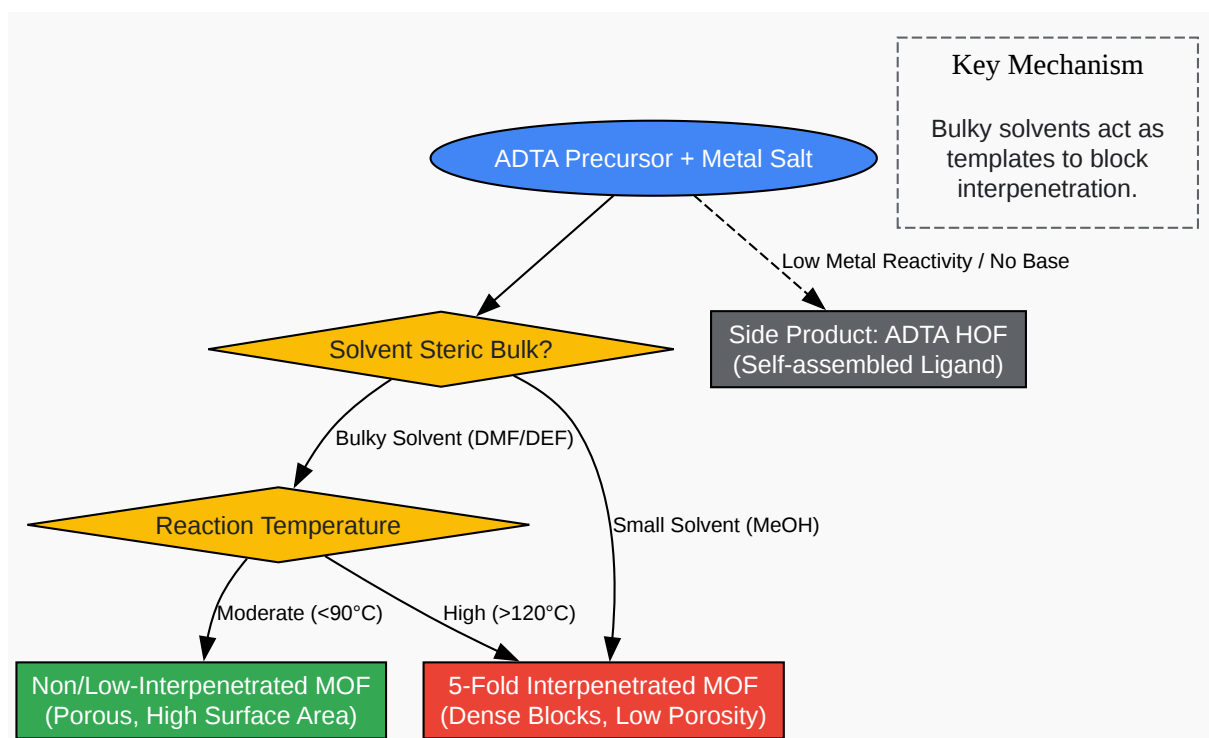 Key Mechanism
Bulky solvents act as
templates to block
interpenetration.
ADTA Precursor + Metal Salt
Low Metal Reactivity / No Base
Side Product: ADTA HOF
(Self-assembled Ligand)
Solvent Steric Bulk?
Bulky Solvent (DMF/DEF)
Small Solvent (MeOH)
Reaction Temperature
Moderate (<90°C)
High (>120°C)
Non/Low-Interpenetrated MOF
(Porous, High Surface Area)
5-Fold Interpenetrated MOF
(Dense Blocks, Low Porosity)